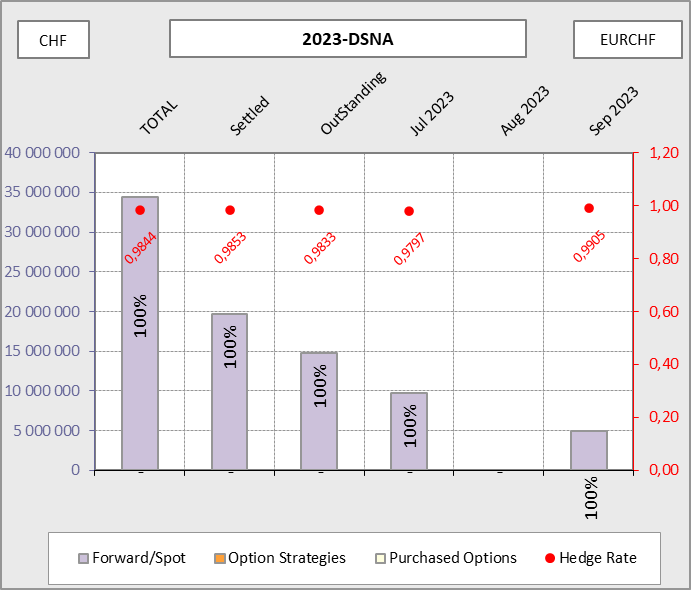 CHF
2023-DSNA
EURCHF
TOTAL
Settled
OutStanding
Jul 2023
Aug 2023
Sep 2023
40 000 000
35 000 000
30 000 000
25 000 000
20 000 000
15 000 000
10 000 000
5 000 000
0
1,20
1,00
0,80
0,60
0,40
0,20
0,00
0,9844
0,9853
0,9833
0,9797
0,9905
100%
100%
100%
100%
100%
Forward/Spot
Option Strategies
Purchased Options
Hedge Rate